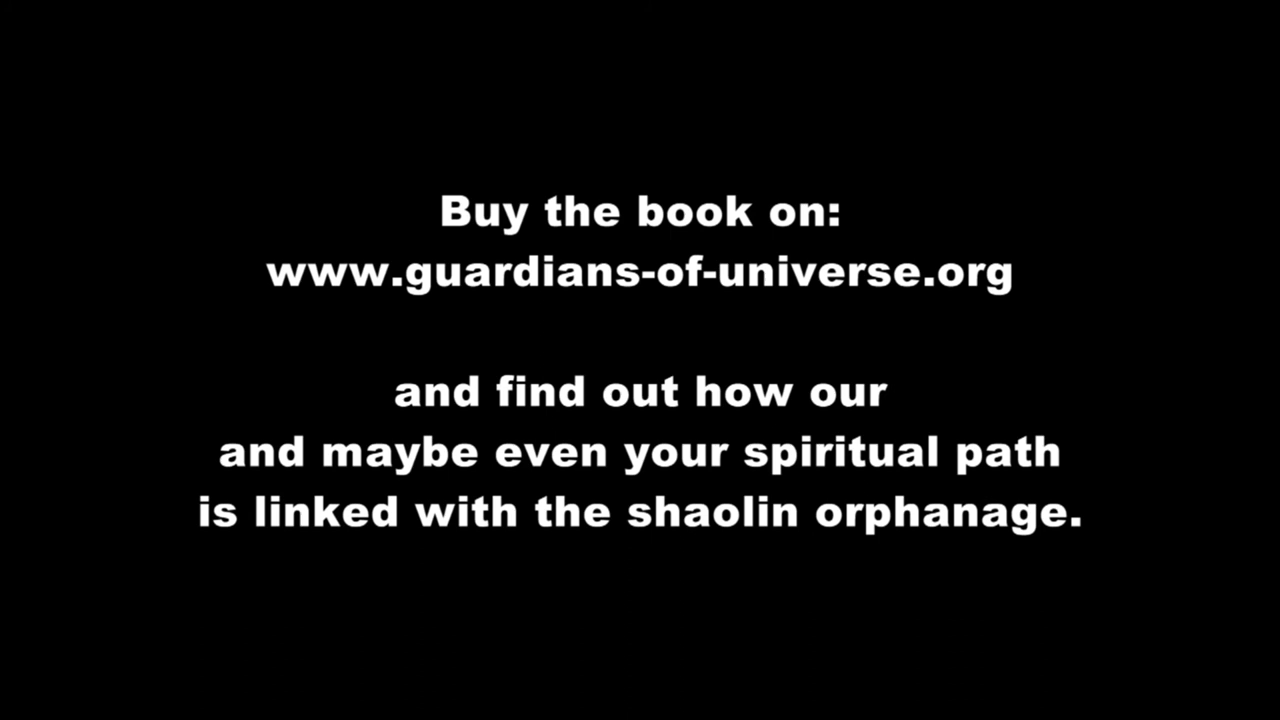 Buy the book on:
www.guardians-of-universe.org
and find out how our
and maybe even your spiritual path
is linked with the shaolin orphanage.